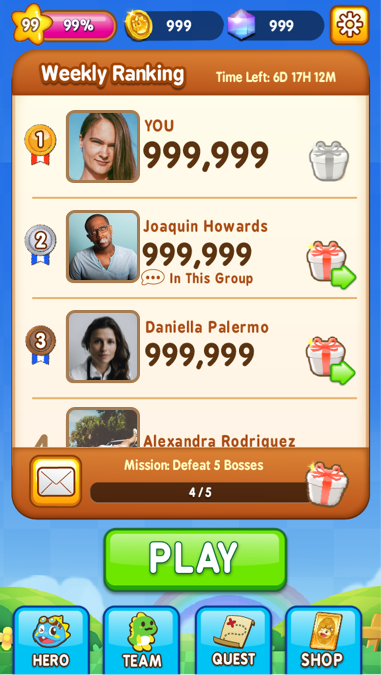 99 99% 999 999
Weekly Ranking Time Left: 6D 17H 12M
1 YOU
999,999
2 Joaquin Howards
999,999
In This Group
3 Daniella Palermo
999,999
4 Alexandra Rodriguez
Mission: Defeat 5 Bosses
4/5
PLAY
HERO TEAM QUEST SHOP